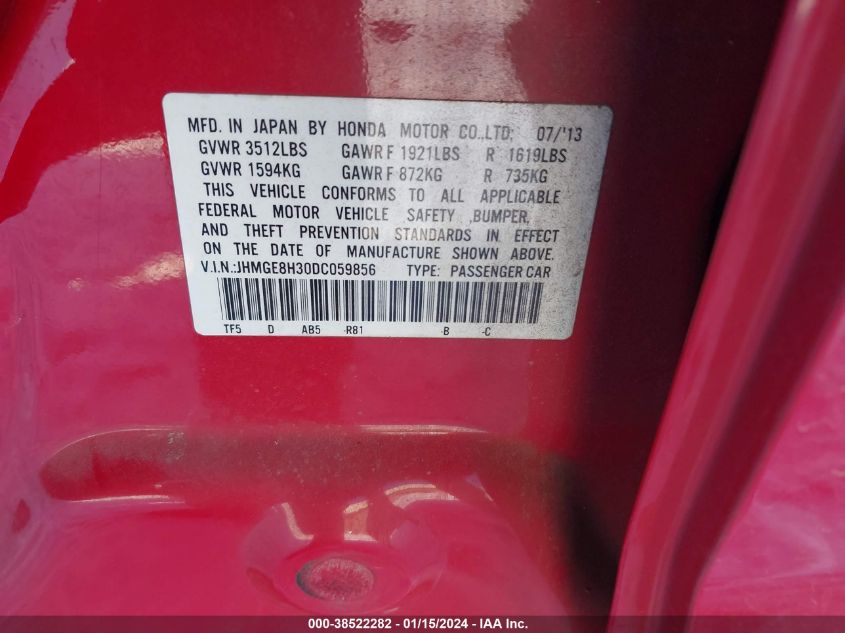 MFD. IN JAPAN BY HONDA MOTOR CO.,LTD: 07/'13
GVWR 3512LBS GAWR F 1921LBS R 1619LBS
GVWR 1594KG GAWR F 872KG R 735KG
THIS VEHICLE CONFORMS TO ALL APPLICABLE
FEDERAL MOTOR VEHICLE SAFETY ,BUMPER,
AND THEFT PREVENTION STANDARDS IN EFFECT
ON THE DATE OF MANUFACTURE SHOWN ABOVE.
V.I.N.:JHMGE8H30DC059856 TYPE: PASSENGER CAR
TF5 D AB5 -R81 -B -C
000-38522282 - 01/15/2024 - IAA Inc.